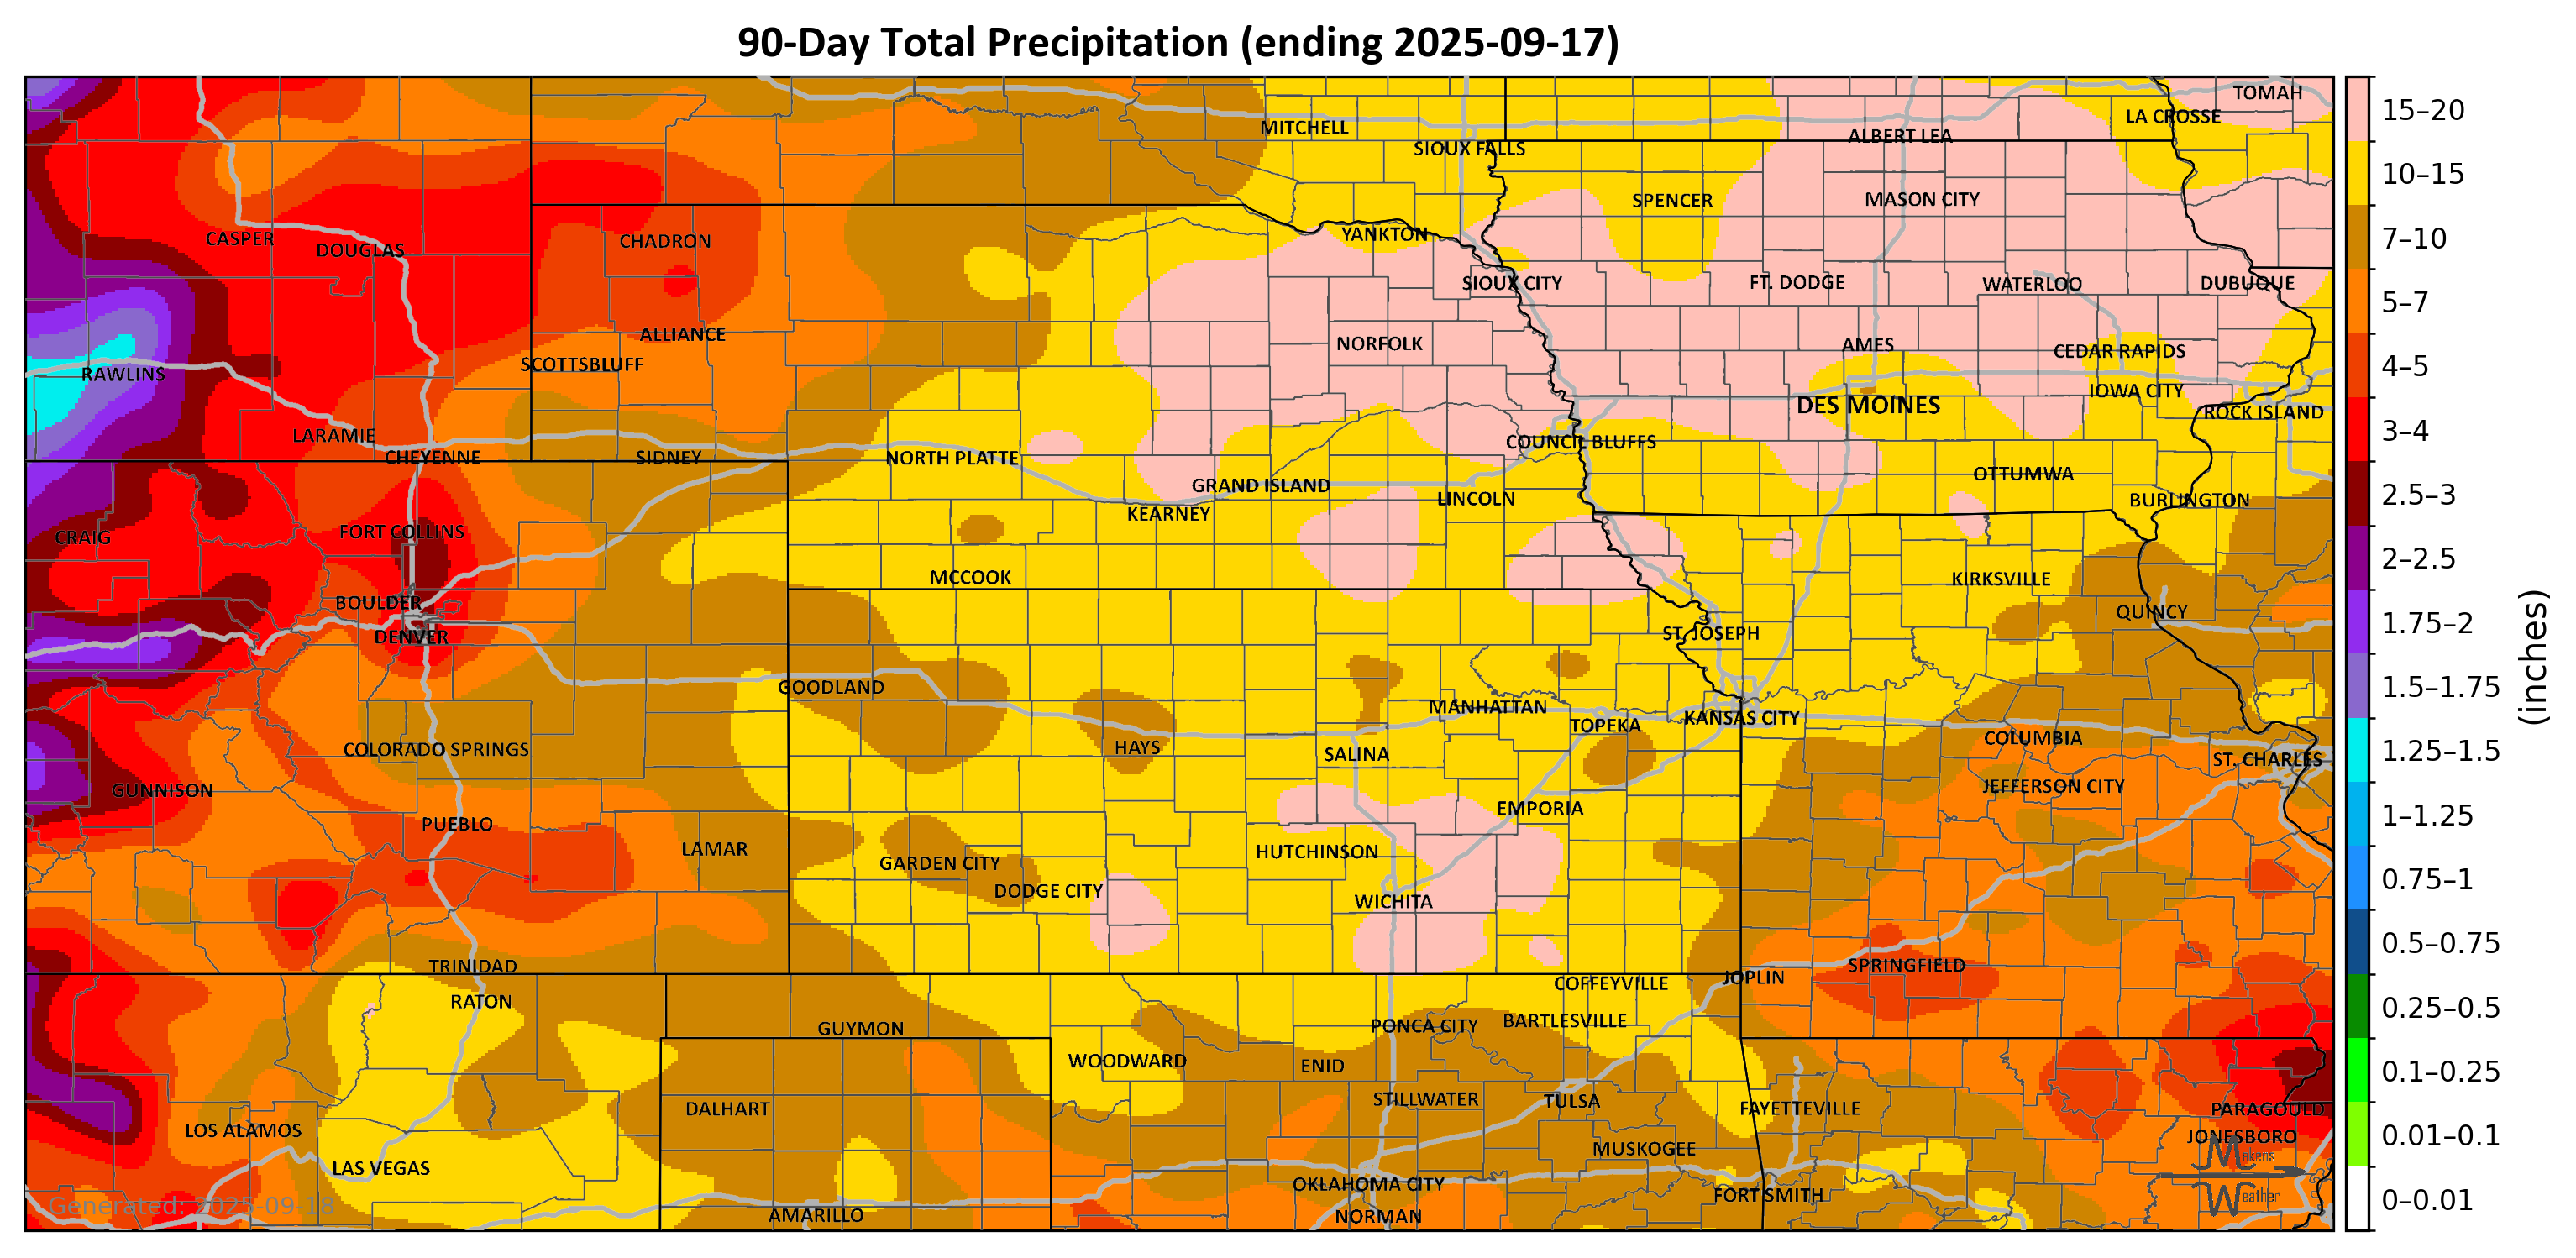 90-Day Total Precipitation (ending 2025-09-17)
TOMAH
LA CROSSE
MITCHELL
ALBERT LEA
SIOUX FALLS
SPENCER
MASON CITY
CASPER
DOUGLAS
CHADRON
YANKTON
SIOUX CITY
FT. DODGE
WATERLOO
DUBUQUE
ALLIANCE
NORFOLK
AMES
CEDAR RAPIDS
SCOTTSBLUFF
RAWLINS
IOWA CITY
DES MOINES
ROCK ISLAND
LARAMIE
COUNCIL BLUFFS
CHEYENNE
SIDNEY
NORTH PLATTE
OTTUMWA
GRAND ISLAND
LINCOLN
BURLINGTON
KEARNEY
CRAIG
FORT COLLINS
MCCOOK
KIRKSVILLE
BOULDER
QUINCY
DENVER
ST. JOSEPH
GOODLAND
MANHATTAN
TOPEKA
KANSAS CITY
COLUMBIA
COLORADO SPRINGS
HAYS
SALINA
ST. CHARLES
GUNNISON
JEFFERSON CITY
EMPORIA
PUEBLO
LAMAR
GARDEN CITY
HUTCHINSON
DODGE CITY
WICHITA
TRINIDAD
SPRINGFIELD
JOPLIN
COFFEYVILLE
RATON
GUYMON
PONCA CITY
BARTLESVILLE
WOODWARD
ENID
DALHART
STILLWATER
TULSA
FAYETTEVILLE
PARAGOULD
LOS ALAMOS
JONESBORO
MUSKOGEE
LAS VEGAS
OKLAHOMA CITY
FORT SMITH
AMARILLO
NORMAN
Generated: 2025-09-18
Makens
Weather
15–20
10–15
7–10
5–7
4–5
3–4
2.5–3
2–2.5
1.75–2
1.5–1.75
1.25–1.5
1–1.25
0.75–1
0.5–0.75
0.25–0.5
0.1–0.25
0.01–0.1
0–0.01
(inches)